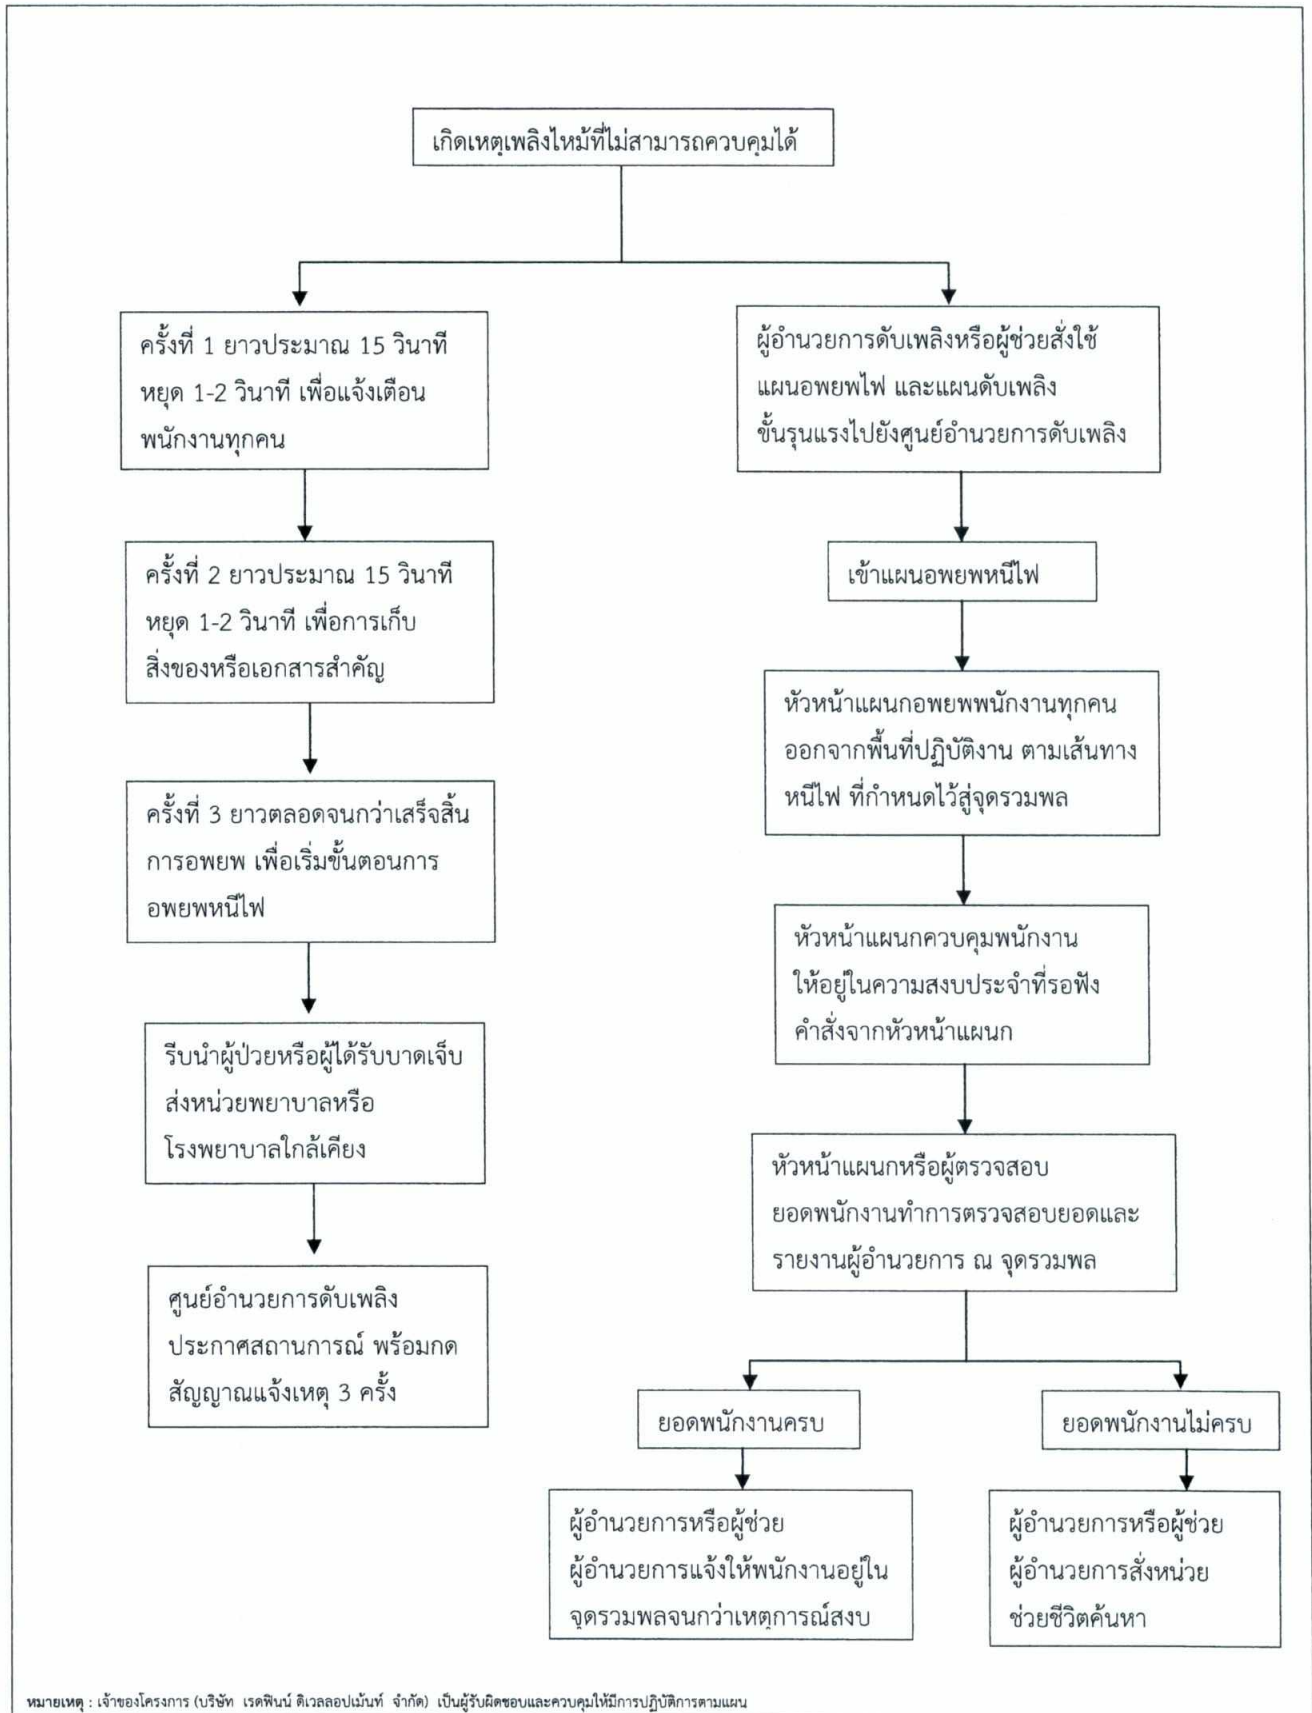 เกิดเหตุเพลิงไหม้ที่ไม่สามารถควบคุมได้
ครั้งที่ 1 ยาวประมาณ 15 วินาที
หยุด 1-2 วินาที เพื่อแจ้งเตือน
พนักงานทุกคน
ครั้งที่ 2 ยาวประมาณ 15 วินาที
หยุด 1-2 วินาที เพื่อการเก็บ
สิ่งของหรือเอกสารสำคัญ
ครั้งที่ 3 ยาวตลอดจนกว่าเสร็จสิ้น
การอพยพ เพื่อเริ่มขั้นตอนการ
อพยพหนีไฟ
รีบนำผู้ป่วยหรือผู้ได้รับบาดเจ็บ
ส่งหน่วยพยาบาลหรือ
โรงพยาบาลใกล้เคียง
ศูนย์อำนวยการดับเพลิง
ประกาศสถานการณ์ พร้อมกด
สัญญาณแจ้งเหตุ 3 ครั้ง
ผู้อำนวยการดับเพลิงหรือผู้ช่วยสั่งใช้
แผนอพยพไฟ และแผนดับเพลิง
ขั้นรุนแรงไปยังศูนย์อำนวยการดับเพลิง
เข้าแผนอพยพหนีไฟ
หัวหน้าแผนกอพยพพนักงานทุกคน
ออกจากพื้นที่ปฏิบัติงาน ตามเส้นทาง
หนีไฟ ที่กำหนดไว้สู่จุดรวมพล
หัวหน้าแผนกควบคุมพนักงาน
ให้อยู่ในความสงบประจำที่รอฟัง
คำสั่งจากหัวหน้าแผนก
หัวหน้าแผนกหรือผู้ตรวจสอบ
ยอดพนักงานทำการตรวจสอบยอดและ
รายงานผู้อำนวยการ ณ จุดรวมพล
ยอดพนักงานครบ
ผู้อำนวยการหรือผู้ช่วย
ผู้อำนวยการแจ้งให้พนักงานอยู่ใน
จุดรวมพลจนกว่าเหตุการณ์สงบ
ยอดพนักงานไม่ครบ
ผู้อำนวยการหรือผู้ช่วย
ผู้อำนวยการสั่งหน่วย
ช่วยชีวิตค้นหา
หมายเหตุ : เจ้าของโครงการ (บริษัท เรดฟินน์ ดิเวลลอปเม้นท์ จำกัด) เป็นผู้รับผิดชอบและควบคุมให้มีการปฏิบัติการตามแผน